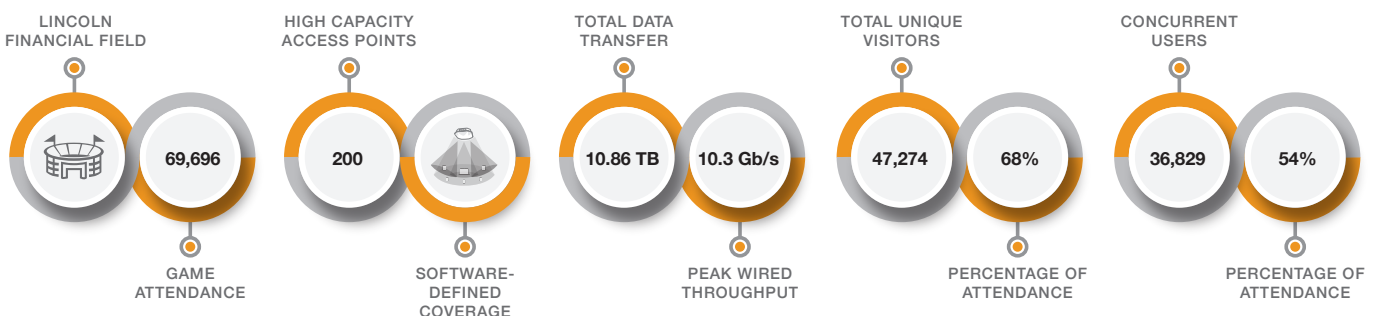 LINCOLN
FINANCIAL FIELD
69,696
GAME
ATTENDANCE
HIGH CAPACITY
ACCESS POINTS
200
SOFTWARE-
DEFINED
COVERAGE
TOTAL DATA
TRANSFER
10.86 TB
10.3 Gb/s
PEAK WIRED
THROUGHPUT
TOTAL UNIQUE
VISITORS
47,274
68%
PERCENTAGE OF
ATTENDANCE
CONCURRENT
USERS
36,829
54%
PERCENTAGE OF
ATTENDANCE